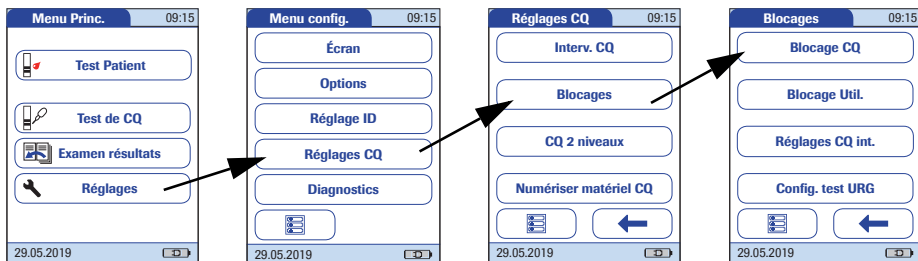 Menu Princ. 09:15
Test Patient
Test de CQ
Examen résultats
Réglages
29.05.2019
Menu config. 09:15
Écran
Options
Réglage ID
Réglages CQ
Diagnostics
29.05.2019
Réglages CQ 09:15
Interv. CQ
Blocages
CQ 2 niveaux
Numériser matériel CQ
29.05.2019
Blocages 09:15
Blocage CQ
Blocage Util.
Réglages CQ int.
Config. test URG
29.05.2019